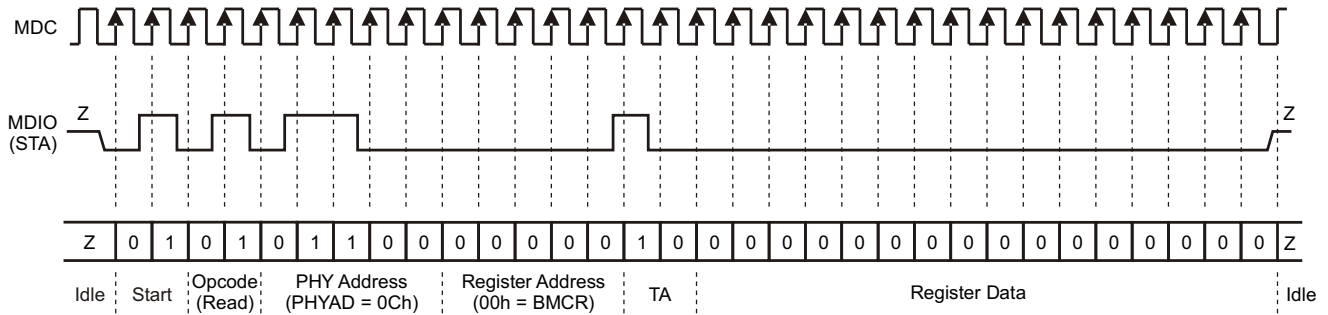 MDC
Z
Z
MDIO
(STA)
Z 0 1 0 1 0 1 1 0 0 0 0 0 0 0 1 0 0 0 0 0 0 0 0 0 0 0 0 0 0 0 0 0 Z
Idle Start Opcode (Read) PHY Address (PHYAD = 0Ch) Register Address (00h = BMCR) TA Register Data Idle